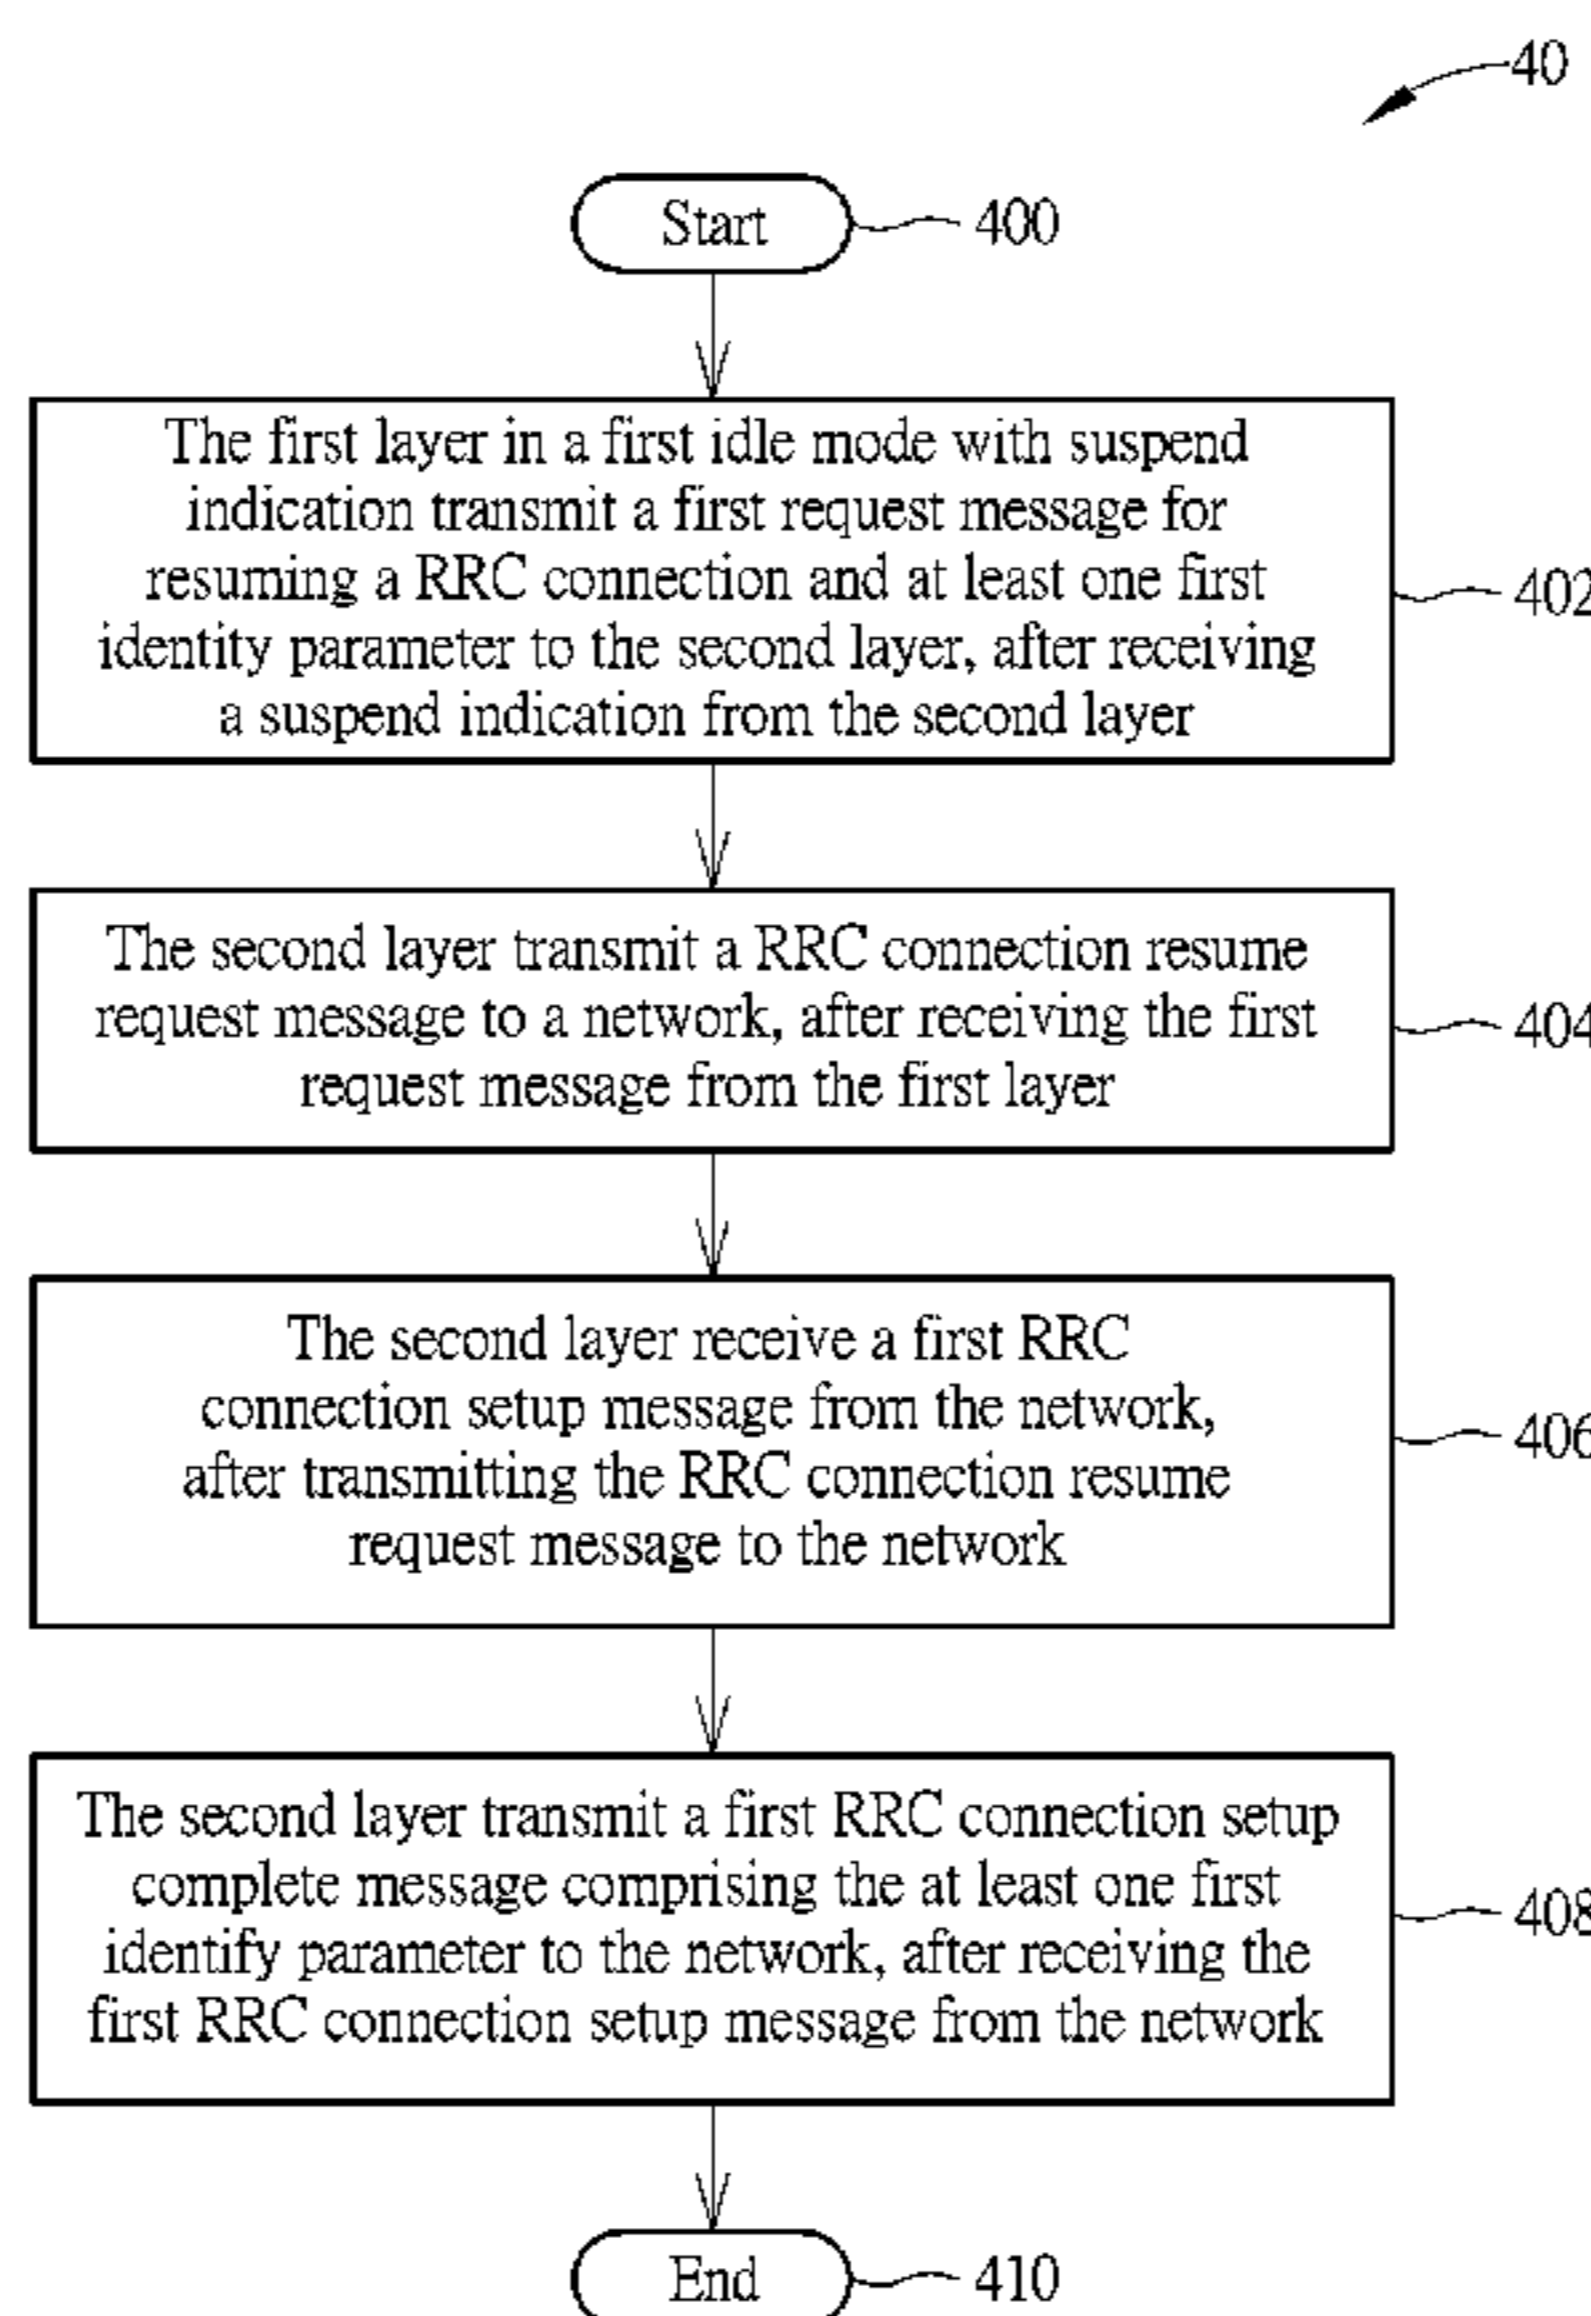 40
Start
400
The first layer in a first idle mode with suspend
indication transmit a first request message for
resuming a RRC connection and at least one first
identity parameter to the second layer, after receiving
a suspend indication from the second layer
402
The second layer transmit a RRC connection resume
request message to a network, after receiving the first
request message from the first layer
404
The second layer receive a first RRC
connection setup message from the network,
after transmitting the RRC connection resume
request message to the network
406
The second layer transmit a first RRC connection setup
complete message comprising the at least one first
identify parameter to the network, after receiving the
first RRC connection setup message from the network
408
End
410